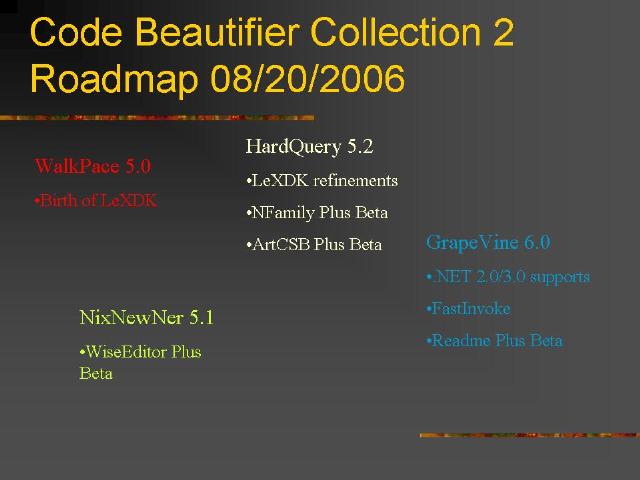 Code Beautifier Collection 2
Roadmap 08/20/2006
WalkPace 5.0
•Birth of LeXDK
HardQuery 5.2
•LeXDK refinements
•NFamily Plus Beta
•ArtCSB Plus Beta
GrapeVine 6.0
•.NET 2.0/3.0 supports
•FastInvoke
•Readme Plus Beta
NixNewNer 5.1
•WiseEditor Plus
Beta